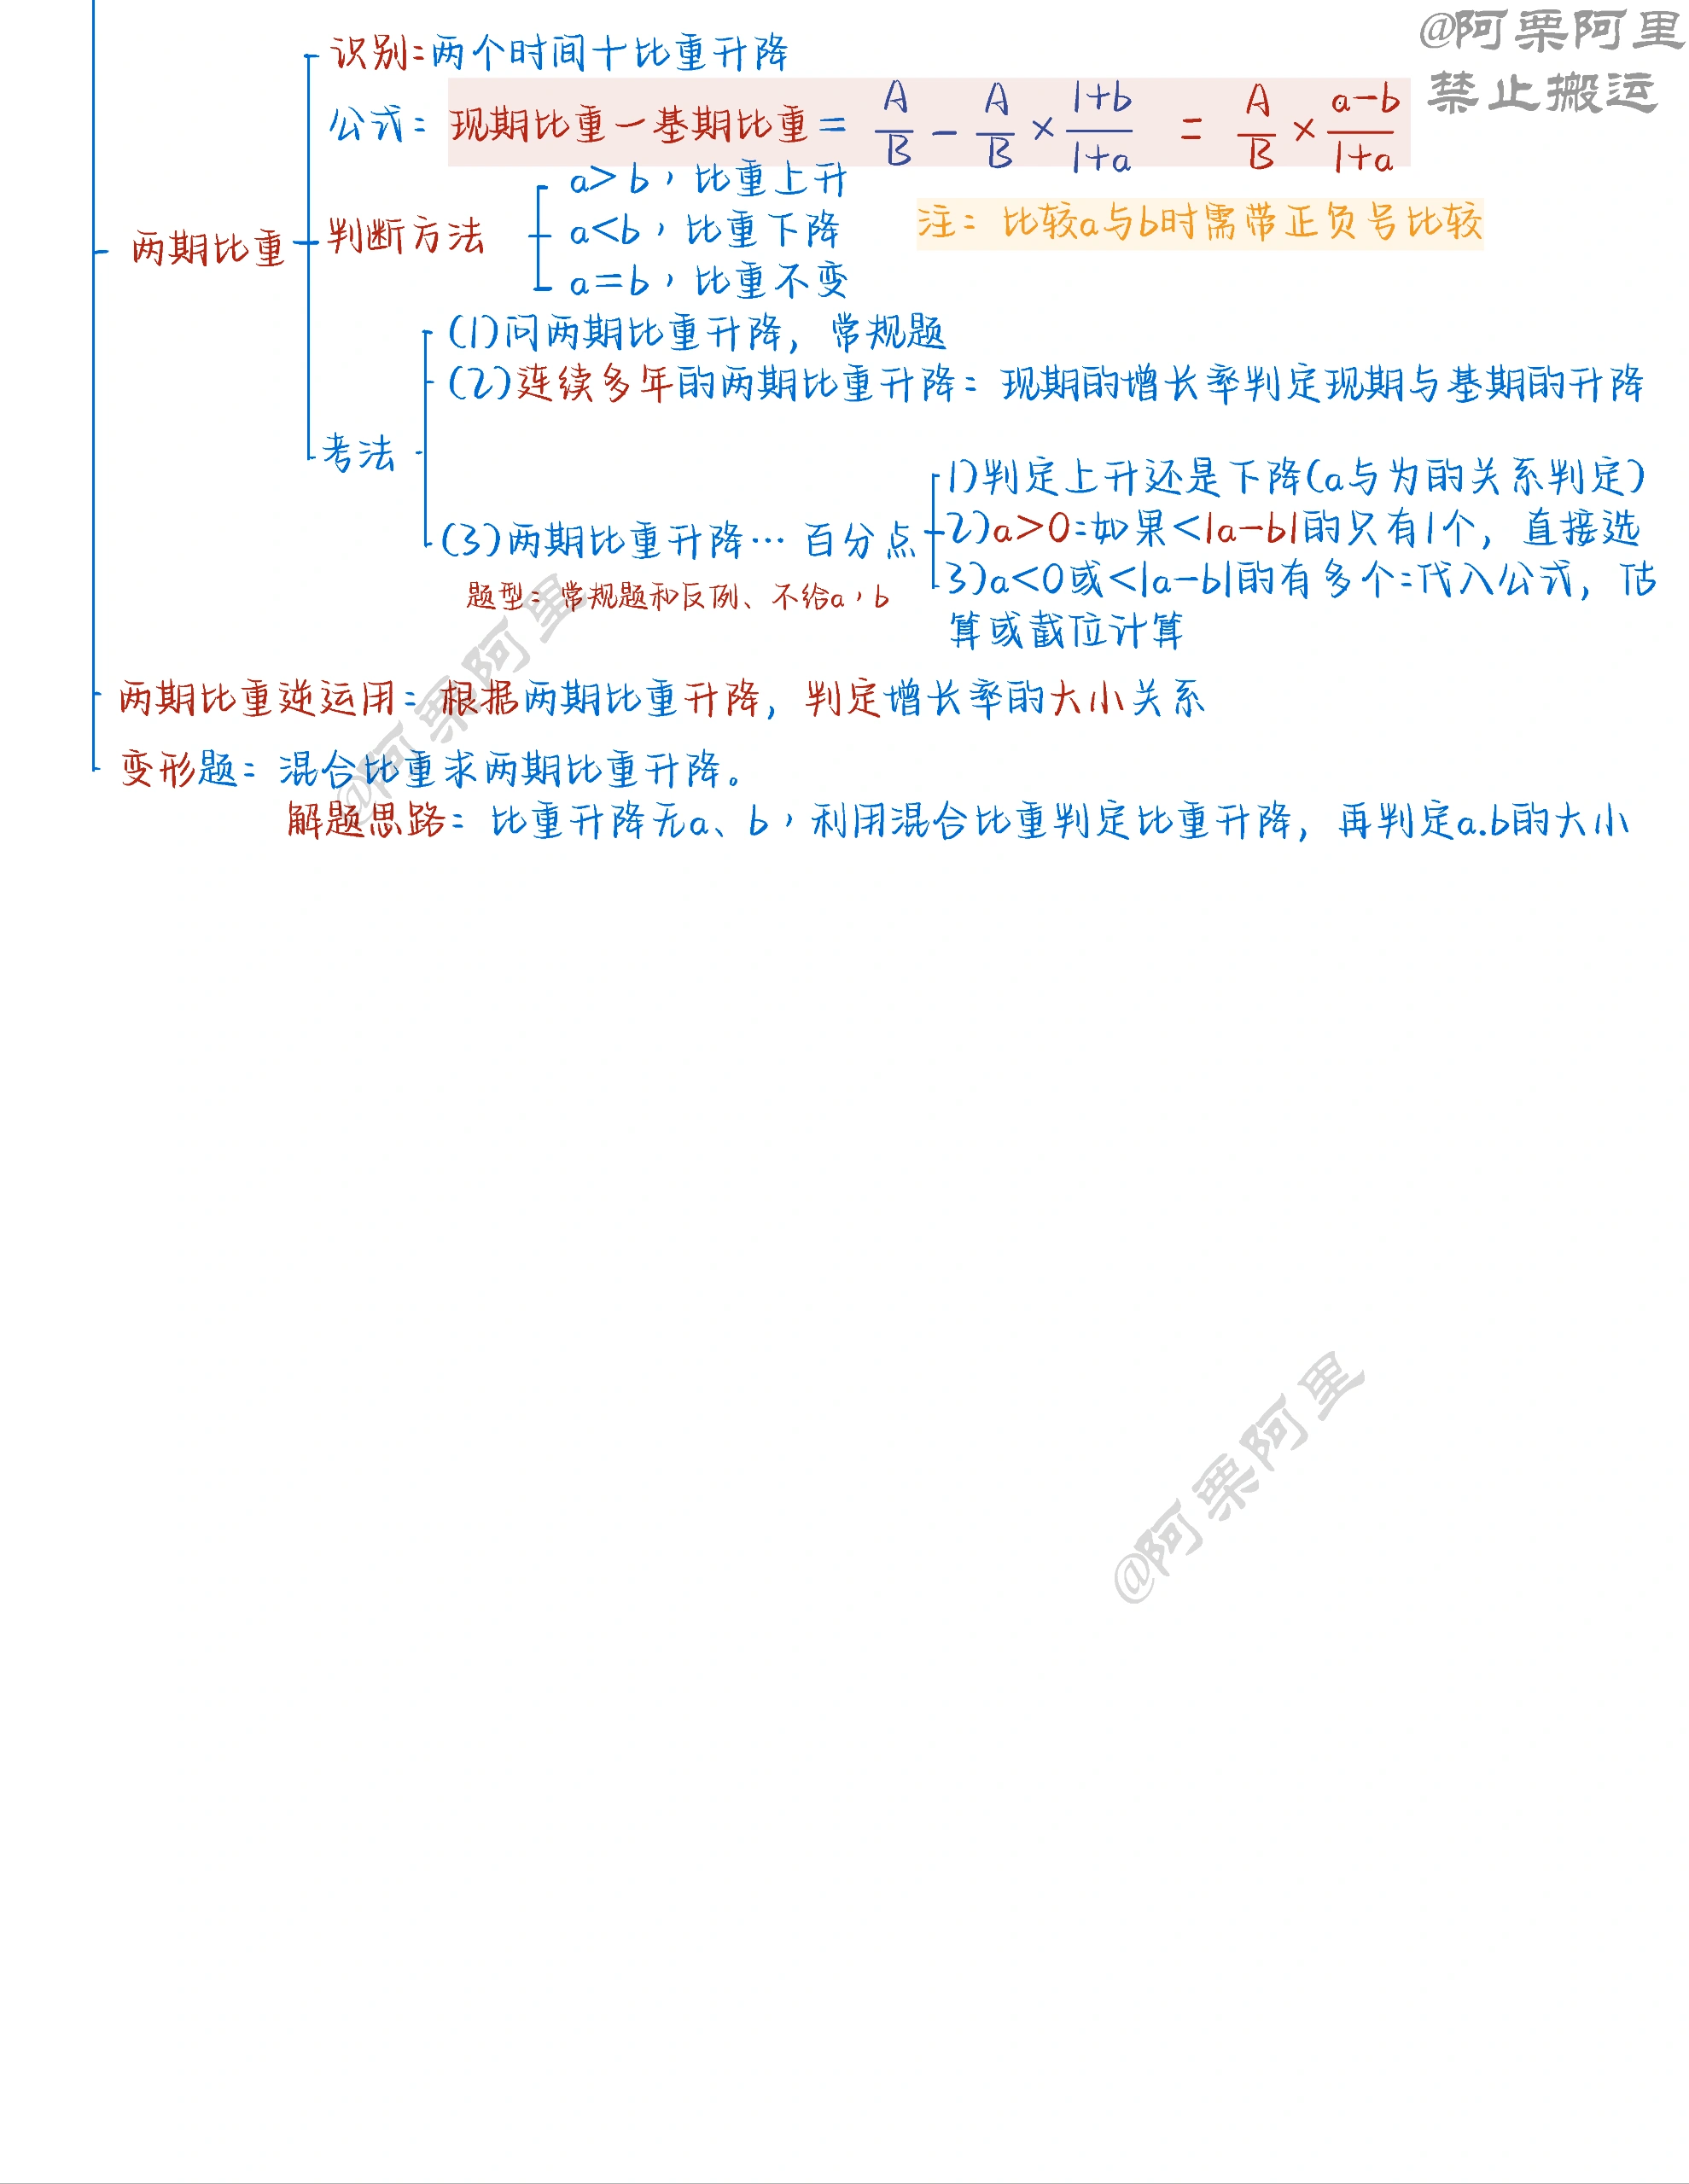 @阿栗阿里
禁止搬运
识别:两个时间十比重升降
公式: 现期比重一基期比重 = A/B − A/B × (1+b)/(1+a) = A/B × (a−b)/(1+a)
两期比重
判断方法
a>b，比重上升
a<b，比重下降
a=b，比重不变
注: 比较a与b时需带正负号比较
考法
(1)问两期比重升降, 常规题
(2)连续多年的两期比重升降: 现期的增长率判定现期与基期的升降
(3)两期比重升降… 百分点
题型: 常规题和反例、不给a，b
1)判定上升还是下降(a与为的关系判定)
2)a>0:如果<|a-b|的只有1个, 直接选
3)a<0或<|a-b|的有多个:代入公式, 估
算或截位计算
两期比重逆运用: 根据两期比重升降, 判定增长率的大小关系
变形题: 混合比重求两期比重升降。
解题思路: 比重升降无a、b，利用混合比重判定比重升降, 再判定a.b的大小
@阿栗阿里
@阿栗阿里